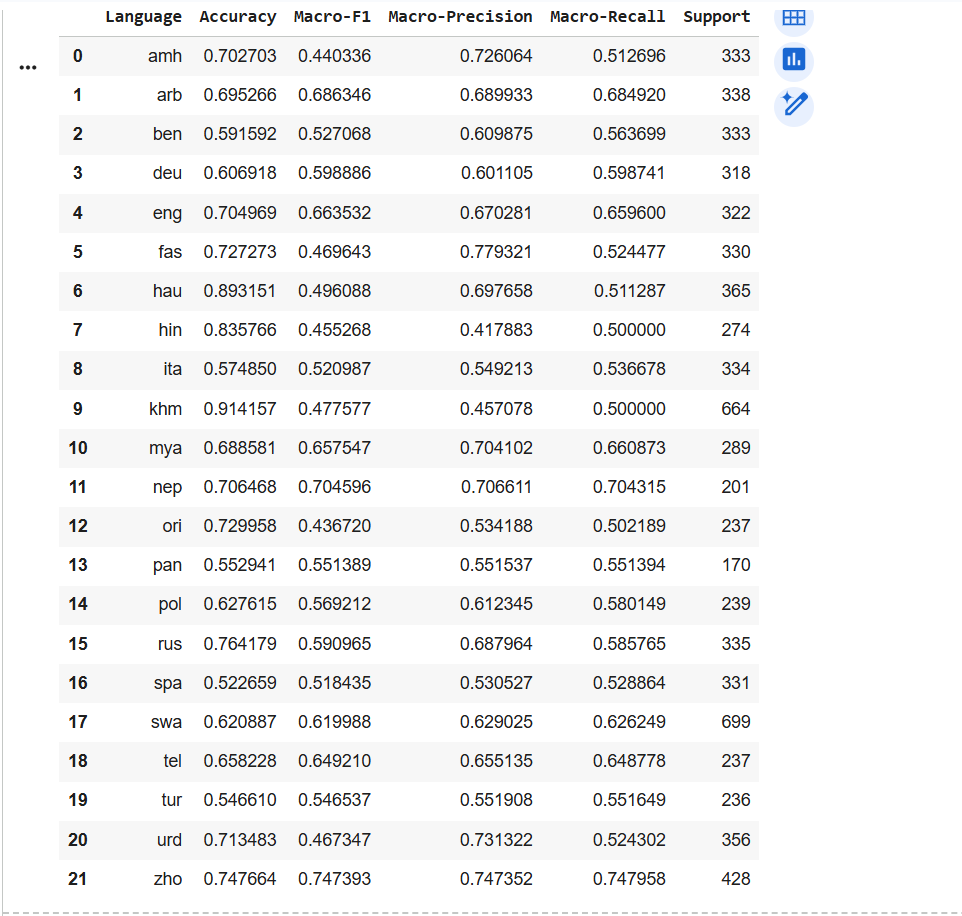 Language Accuracy Macro-F1 Macro-Precision Macro-Recall Support
0 amh 0.702703 0.440336 0.726064 0.512696 333
1 arb 0.695266 0.686346 0.689933 0.684920 338
2 ben 0.591592 0.527068 0.609875 0.563699 333
3 deu 0.606918 0.598886 0.601105 0.598741 318
4 eng 0.704969 0.663532 0.670281 0.659600 322
5 fas 0.727273 0.469643 0.779321 0.524477 330
6 hau 0.893151 0.496088 0.697658 0.511287 365
7 hin 0.835766 0.455268 0.417883 0.500000 274
8 ita 0.574850 0.520987 0.549213 0.536678 334
9 khm 0.914157 0.477577 0.457078 0.500000 664
10 mya 0.688581 0.657547 0.704102 0.660873 289
11 nep 0.706468 0.704596 0.706611 0.704315 201
12 ori 0.729958 0.436720 0.534188 0.502189 237
13 pan 0.552941 0.551389 0.551537 0.551394 170
14 pol 0.627615 0.569212 0.612345 0.580149 239
15 rus 0.764179 0.590965 0.687964 0.585765 335
16 spa 0.522659 0.518435 0.530527 0.528864 331
17 swa 0.620887 0.619988 0.629025 0.626249 699
18 tel 0.658228 0.649210 0.655135 0.648778 237
19 tur 0.546610 0.546537 0.551908 0.551649 236
20 urd 0.713483 0.467347 0.731322 0.524302 356
21 zho 0.747664 0.747393 0.747352 0.747958 428